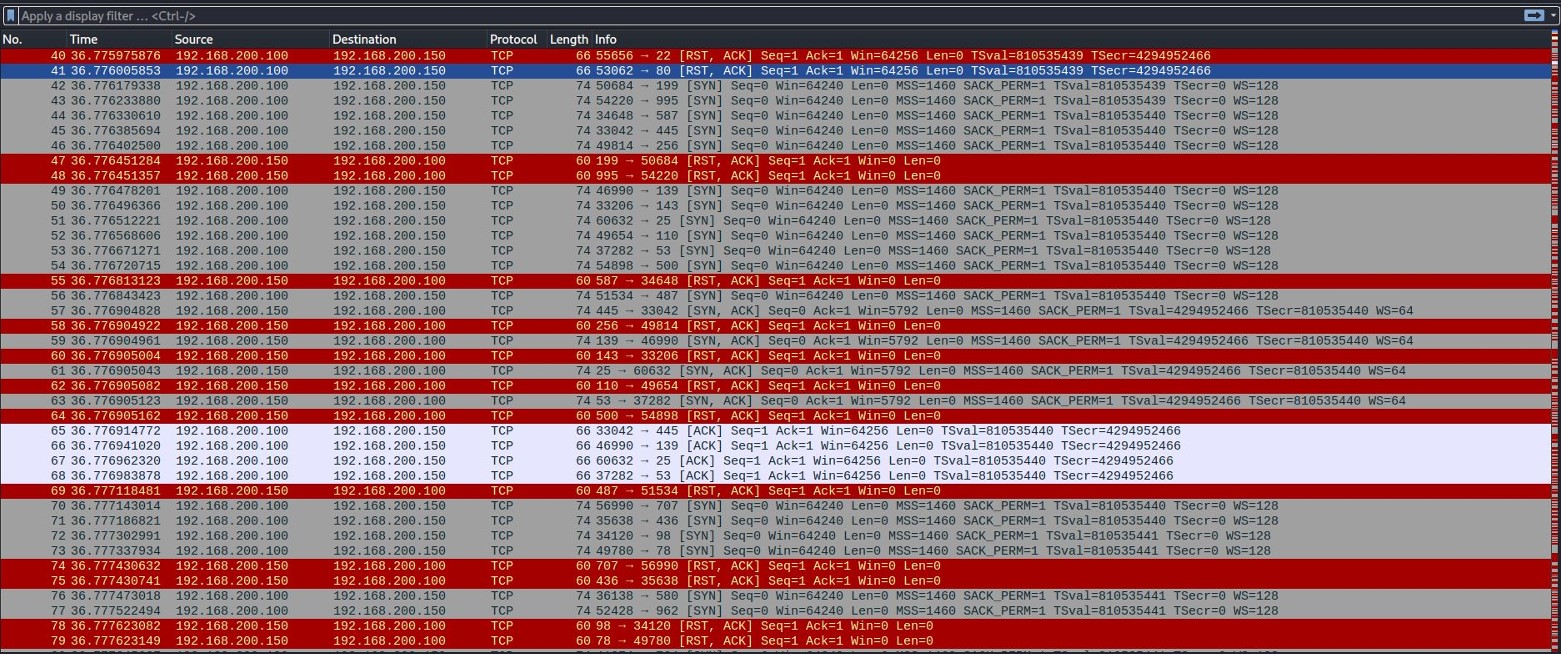 Apply a display filter … <Ctrl-/>
No. Time Source Destination Protocol Length Info
40 36.775975876 192.168.200.100 192.168.200.150 TCP 66 55656 → 22 [RST, ACK] Seq=1 Ack=1 Win=64256 Len=0 TSval=810535439 TSecr=4294952466
41 36.776005853 192.168.200.100 192.168.200.150 TCP 66 53062 → 80 [RST, ACK] Seq=1 Ack=1 Win=64256 Len=0 TSval=810535439 TSecr=4294952466
42 36.776179338 192.168.200.100 192.168.200.150 TCP 74 50684 → 199 [SYN] Seq=0 Win=64240 Len=0 MSS=1460 SACK_PERM=1 TSval=810535439 TSecr=0 WS=128
43 36.776233880 192.168.200.100 192.168.200.150 TCP 74 54220 → 995 [SYN] Seq=0 Win=64240 Len=0 MSS=1460 SACK_PERM=1 TSval=810535439 TSecr=0 WS=128
44 36.776330610 192.168.200.100 192.168.200.150 TCP 74 34648 → 587 [SYN] Seq=0 Win=64240 Len=0 MSS=1460 SACK_PERM=1 TSval=810535439 TSecr=0 WS=128
45 36.776385694 192.168.200.100 192.168.200.150 TCP 74 33042 → 445 [SYN] Seq=0 Win=64240 Len=0 MSS=1460 SACK_PERM=1 TSval=810535440 TSecr=0 WS=128
46 36.776402500 192.168.200.100 192.168.200.150 TCP 74 49814 → 256 [SYN] Seq=0 Win=64240 Len=0 MSS=1460 SACK_PERM=1 TSval=810535440 TSecr=0 WS=128
47 36.776451284 192.168.200.150 192.168.200.100 TCP 60 199 → 50684 [RST, ACK] Seq=1 Ack=1 Win=0 Len=0
48 36.776451357 192.168.200.150 192.168.200.100 TCP 60 995 → 54220 [RST, ACK] Seq=1 Ack=1 Win=0 Len=0
49 36.776478201 192.168.200.100 192.168.200.150 TCP 74 46990 → 139 [SYN] Seq=0 Win=64240 Len=0 MSS=1460 SACK_PERM=1 TSval=810535440 TSecr=0 WS=128
50 36.776496366 192.168.200.100 192.168.200.150 TCP 74 33206 → 143 [SYN] Seq=0 Win=64240 Len=0 MSS=1460 SACK_PERM=1 TSval=810535440 TSecr=0 WS=128
51 36.776512221 192.168.200.100 192.168.200.150 TCP 74 60632 → 25 [SYN] Seq=0 Win=64240 Len=0 MSS=1460 SACK_PERM=1 TSval=810535440 TSecr=0 WS=128
52 36.776568606 192.168.200.100 192.168.200.150 TCP 74 49654 → 110 [SYN] Seq=0 Win=64240 Len=0 MSS=1460 SACK_PERM=1 TSval=810535440 TSecr=0 WS=128
53 36.776671271 192.168.200.100 192.168.200.150 TCP 74 37282 → 53 [SYN] Seq=0 Win=64240 Len=0 MSS=1460 SACK_PERM=1 TSval=810535440 TSecr=0 WS=128
54 36.776720715 192.168.200.100 192.168.200.150 TCP 74 54898 → 500 [SYN] Seq=0 Win=64240 Len=0 MSS=1460 SACK_PERM=1 TSval=810535440 TSecr=0 WS=128
55 36.776813123 192.168.200.150 192.168.200.100 TCP 60 587 → 34648 [RST, ACK] Seq=1 Ack=1 Win=0 Len=0
56 36.776843423 192.168.200.100 192.168.200.150 TCP 74 51534 → 487 [SYN] Seq=0 Win=64240 Len=0 MSS=1460 SACK_PERM=1 TSval=810535440 TSecr=0 WS=128
57 36.776904828 192.168.200.150 192.168.200.100 TCP 74 445 → 33042 [SYN, ACK] Seq=0 Ack=1 Win=5792 Len=0 MSS=1460 SACK_PERM=1 TSval=4294952466 TSecr=810535440 WS=64
58 36.776904922 192.168.200.150 192.168.200.100 TCP 60 256 → 49814 [RST, ACK] Seq=1 Ack=1 Win=0 Len=0
59 36.776904961 192.168.200.150 192.168.200.100 TCP 74 139 → 46990 [SYN, ACK] Seq=0 Ack=1 Win=5792 Len=0 MSS=1460 SACK_PERM=1 TSval=4294952466 TSecr=810535440 WS=64
60 36.776905004 192.168.200.150 192.168.200.100 TCP 60 143 → 33206 [RST, ACK] Seq=1 Ack=1 Win=0 Len=0
61 36.776905043 192.168.200.150 192.168.200.100 TCP 74 25 → 60632 [SYN, ACK] Seq=0 Ack=1 Win=5792 Len=0 MSS=1460 SACK_PERM=1 TSval=4294952466 TSecr=810535440 WS=64
62 36.776905082 192.168.200.150 192.168.200.100 TCP 60 110 → 49654 [RST, ACK] Seq=1 Ack=1 Win=0 Len=0
63 36.776905123 192.168.200.150 192.168.200.100 TCP 74 53 → 37282 [SYN, ACK] Seq=0 Ack=1 Win=5792 Len=0 MSS=1460 SACK_PERM=1 TSval=4294952466 TSecr=810535440 WS=64
64 36.776905162 192.168.200.150 192.168.200.100 TCP 60 500 → 54898 [RST, ACK] Seq=1 Ack=1 Win=0 Len=0
65 36.776914772 192.168.200.100 192.168.200.150 TCP 66 33042 → 445 [ACK] Seq=1 Ack=1 Win=64256 Len=0 TSval=810535440 TSecr=4294952466
66 36.776941020 192.168.200.100 192.168.200.150 TCP 66 46990 → 139 [ACK] Seq=1 Ack=1 Win=64256 Len=0 TSval=810535440 TSecr=4294952466
67 36.776962320 192.168.200.100 192.168.200.150 TCP 66 60632 → 25 [ACK] Seq=1 Ack=1 Win=64256 Len=0 TSval=810535440 TSecr=4294952466
68 36.776983878 192.168.200.100 192.168.200.150 TCP 66 37282 → 53 [ACK] Seq=1 Ack=1 Win=64256 Len=0 TSval=810535440 TSecr=4294952466
69 36.777118481 192.168.200.150 192.168.200.100 TCP 60 487 → 51534 [RST, ACK] Seq=1 Ack=1 Win=0 Len=0
70 36.777143014 192.168.200.100 192.168.200.150 TCP 74 56990 → 707 [SYN] Seq=0 Win=64240 Len=0 MSS=1460 SACK_PERM=1 TSval=810535440 TSecr=0 WS=128
71 36.777186821 192.168.200.100 192.168.200.150 TCP 74 35638 → 436 [SYN] Seq=0 Win=64240 Len=0 MSS=1460 SACK_PERM=1 TSval=810535440 TSecr=0 WS=128
72 36.777302991 192.168.200.100 192.168.200.150 TCP 74 34120 → 98 [SYN] Seq=0 Win=64240 Len=0 MSS=1460 SACK_PERM=1 TSval=810535441 TSecr=0 WS=128
73 36.777337934 192.168.200.100 192.168.200.150 TCP 74 49780 → 78 [SYN] Seq=0 Win=64240 Len=0 MSS=1460 SACK_PERM=1 TSval=810535441 TSecr=0 WS=128
74 36.777430632 192.168.200.150 192.168.200.100 TCP 60 707 → 56990 [RST, ACK] Seq=1 Ack=1 Win=0 Len=0
75 36.777430741 192.168.200.150 192.168.200.100 TCP 60 436 → 35638 [RST, ACK] Seq=1 Ack=1 Win=0 Len=0
76 36.777473018 192.168.200.100 192.168.200.150 TCP 74 36138 → 580 [SYN] Seq=0 Win=64240 Len=0 MSS=1460 SACK_PERM=1 TSval=810535441 TSecr=0 WS=128
77 36.777522494 192.168.200.100 192.168.200.150 TCP 74 52428 → 962 [SYN] Seq=0 Win=64240 Len=0 MSS=1460 SACK_PERM=1 TSval=810535441 TSecr=0 WS=128
78 36.777623082 192.168.200.150 192.168.200.100 TCP 60 98 → 34120 [RST, ACK] Seq=1 Ack=1 Win=0 Len=0
79 36.777623149 192.168.200.150 192.168.200.100 TCP 60 78 → 49780 [RST, ACK] Seq=1 Ack=1 Win=0 Len=0